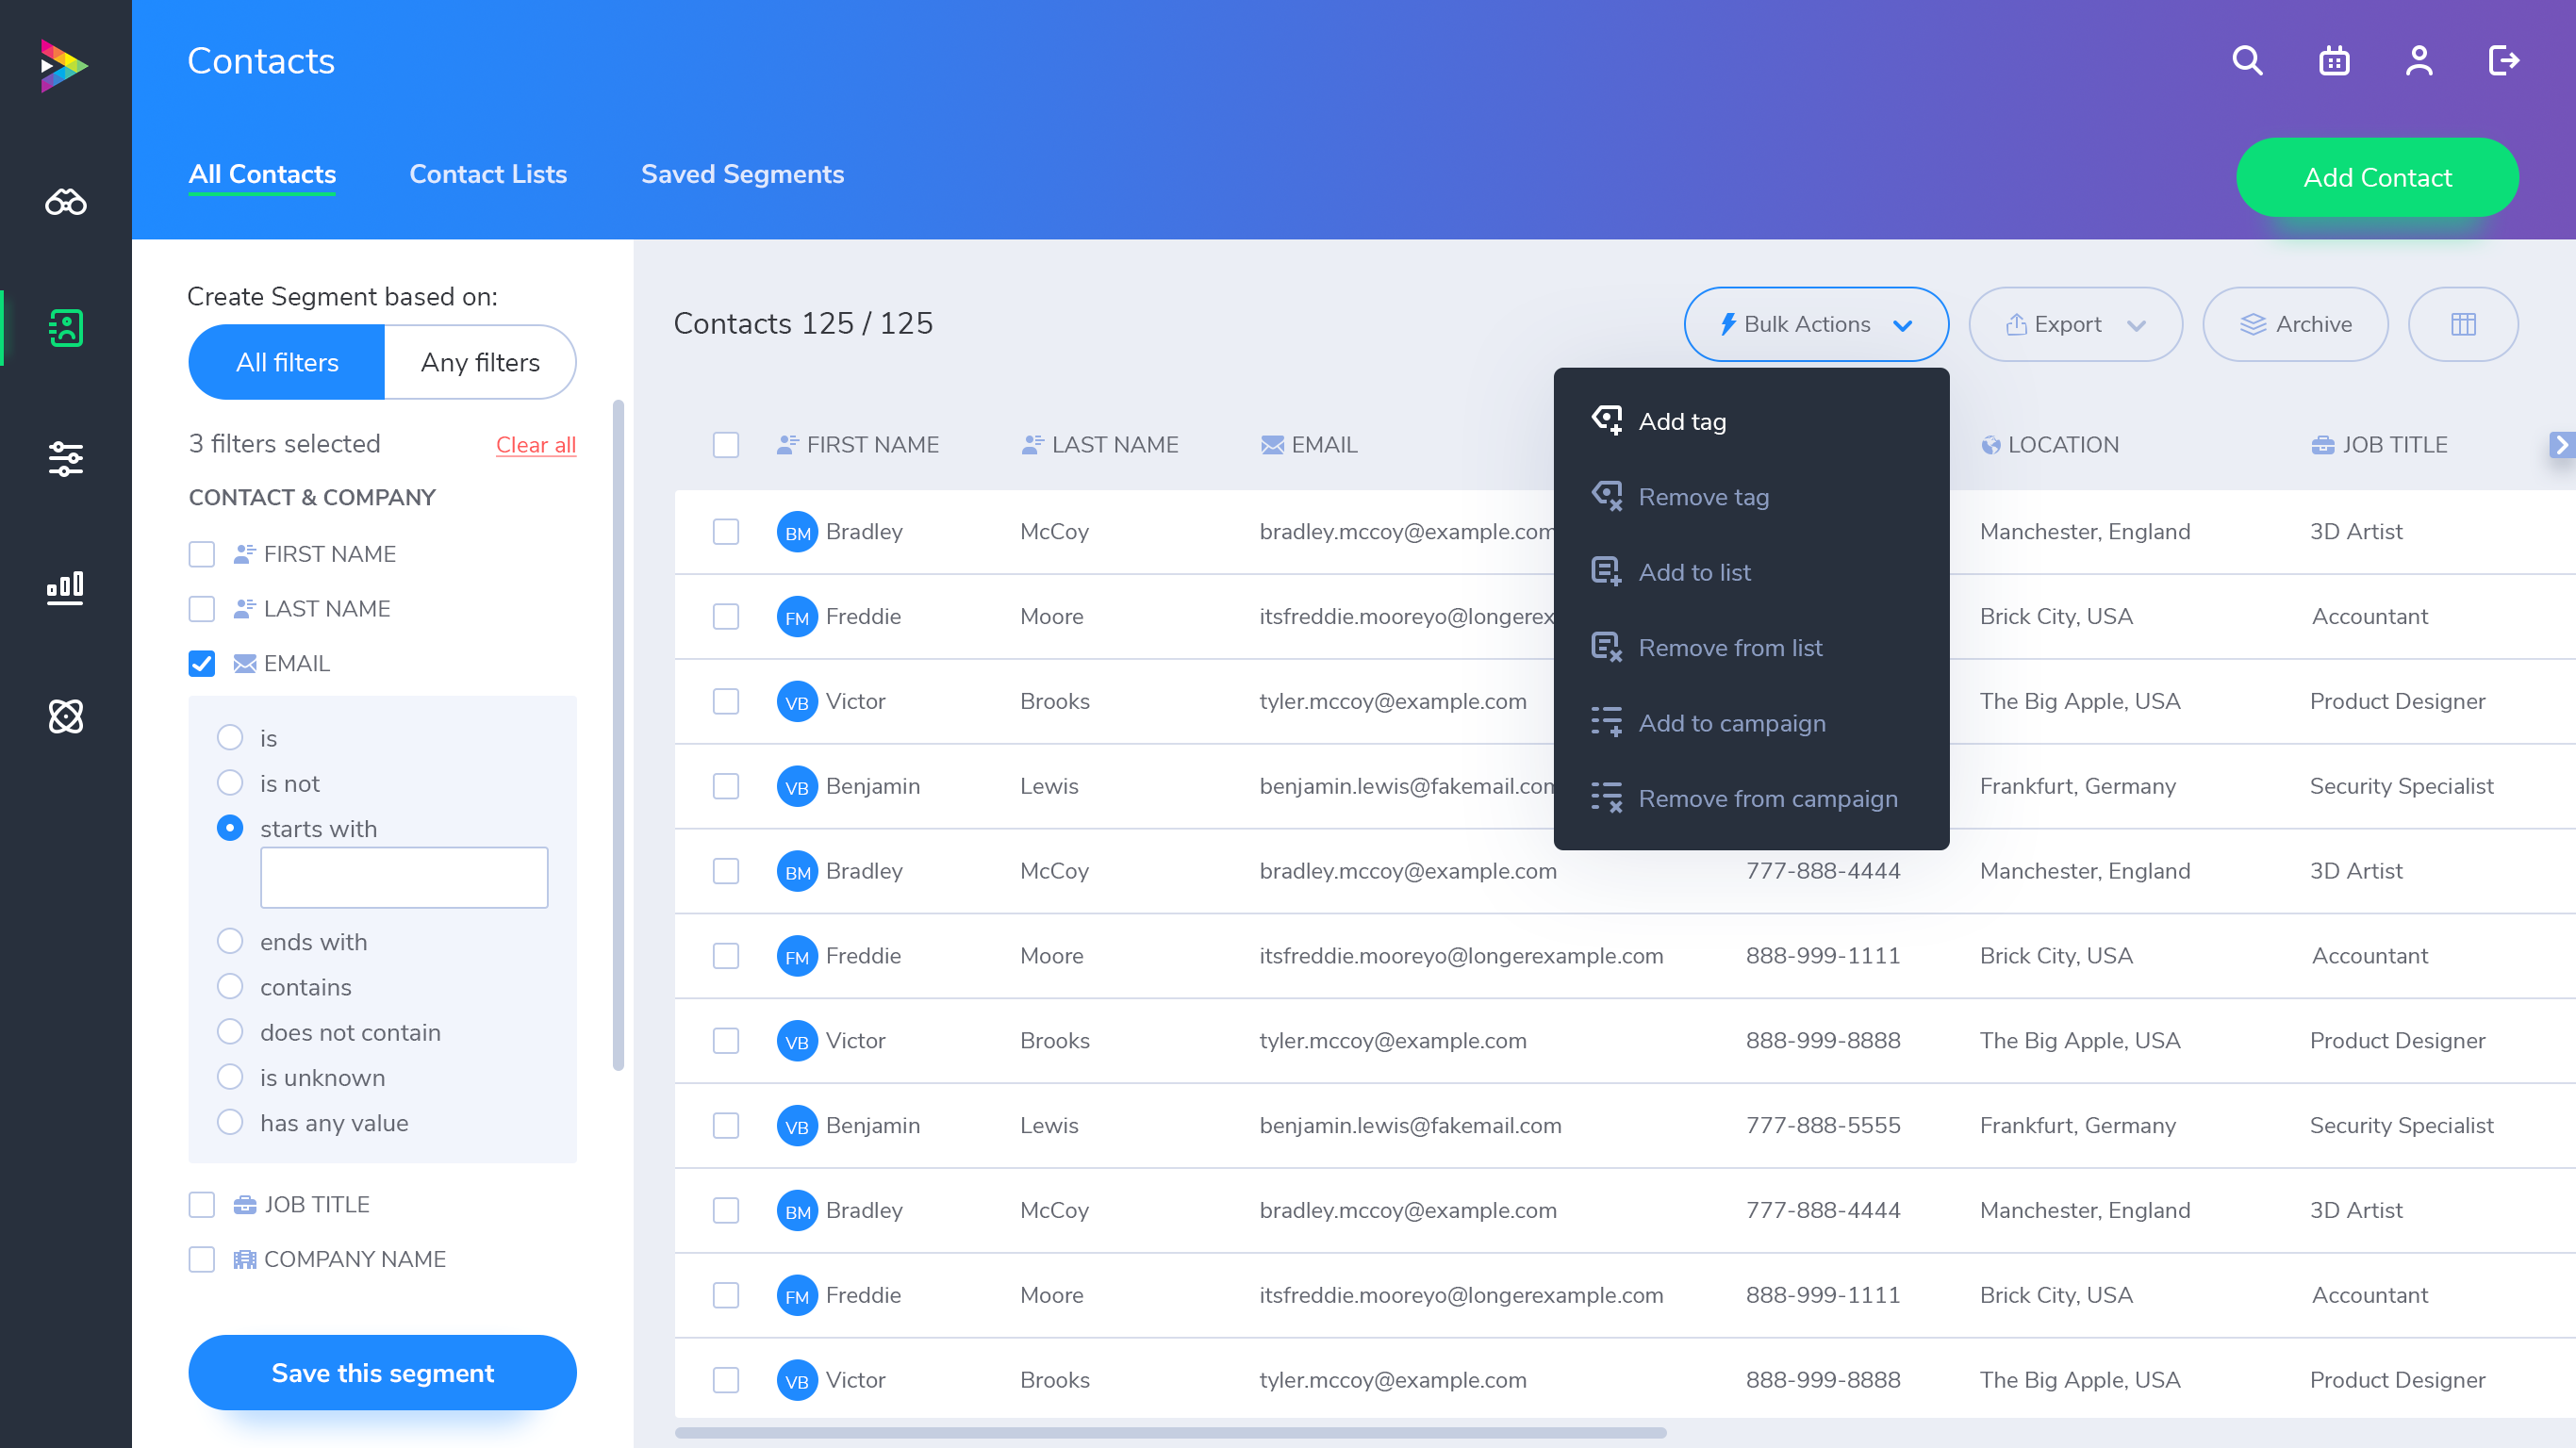 Contacts
All Contacts Contact Lists Saved Segments Add Contact
Create Segment based on:
All filters Any filters
3 filters selected Clear all
CONTACT & COMPANY
FIRST NAME
LAST NAME
EMAIL
is
is not
starts with
ends with
contains
does not contain
is unknown
has any value
JOB TITLE
COMPANY NAME
Save this segment
Contacts 125 / 125 Bulk Actions Export Archive
Add tag
Remove tag
Add to list
Remove from list
Add to campaign
Remove from campaign
FIRST NAME LAST NAME EMAIL LOCATION JOB TITLE
BM Bradley McCoy bradley.mccoy@example.com Manchester, England 3D Artist
FM Freddie Moore itsfreddie.mooreyo@longerex Brick City, USA Accountant
VB Victor Brooks tyler.mccoy@example.com The Big Apple, USA Product Designer
VB Benjamin Lewis benjamin.lewis@fakemail.com Frankfurt, Germany Security Specialist
BM Bradley McCoy bradley.mccoy@example.com 777-888-4444 Manchester, England 3D Artist
FM Freddie Moore itsfreddie.mooreyo@longerexample.com 888-999-1111 Brick City, USA Accountant
VB Victor Brooks tyler.mccoy@example.com 888-999-8888 The Big Apple, USA Product Designer
VB Benjamin Lewis benjamin.lewis@fakemail.com 777-888-5555 Frankfurt, Germany Security Specialist
BM Bradley McCoy bradley.mccoy@example.com 777-888-4444 Manchester, England 3D Artist
FM Freddie Moore itsfreddie.mooreyo@longerexample.com 888-999-1111 Brick City, USA Accountant
VB Victor Brooks tyler.mccoy@example.com 888-999-8888 The Big Apple, USA Product Designer